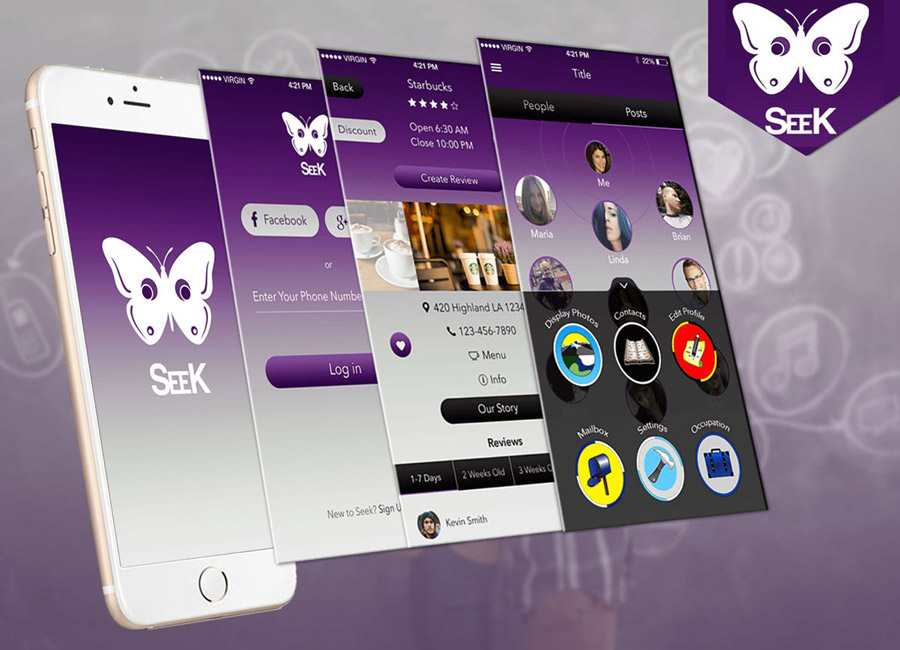 SEEK
VIRGIN
4:21 PM
SEEK
Facebook
g+
or
Enter Your Phone Numbe
Log in
New to Seek? Sign U
VIRGIN
4:21 PM
Back
Starbucks
Discount
Open 6:30 AM
Close 10:00 PM
Create Review
420 Highland LA 1234
123-456-7890
Menu
Info
Our Story
Reviews
1-7 Days
2 Weeks Old
3 Weeks O
Kevin Smith
VIRGIN
4:21 PM
22%
Title
People
Posts
Me
Maria
Linda
Brian
Display Photos
Contacts
Edit Profile
Mailbox
Settings
Occupation
SEEK